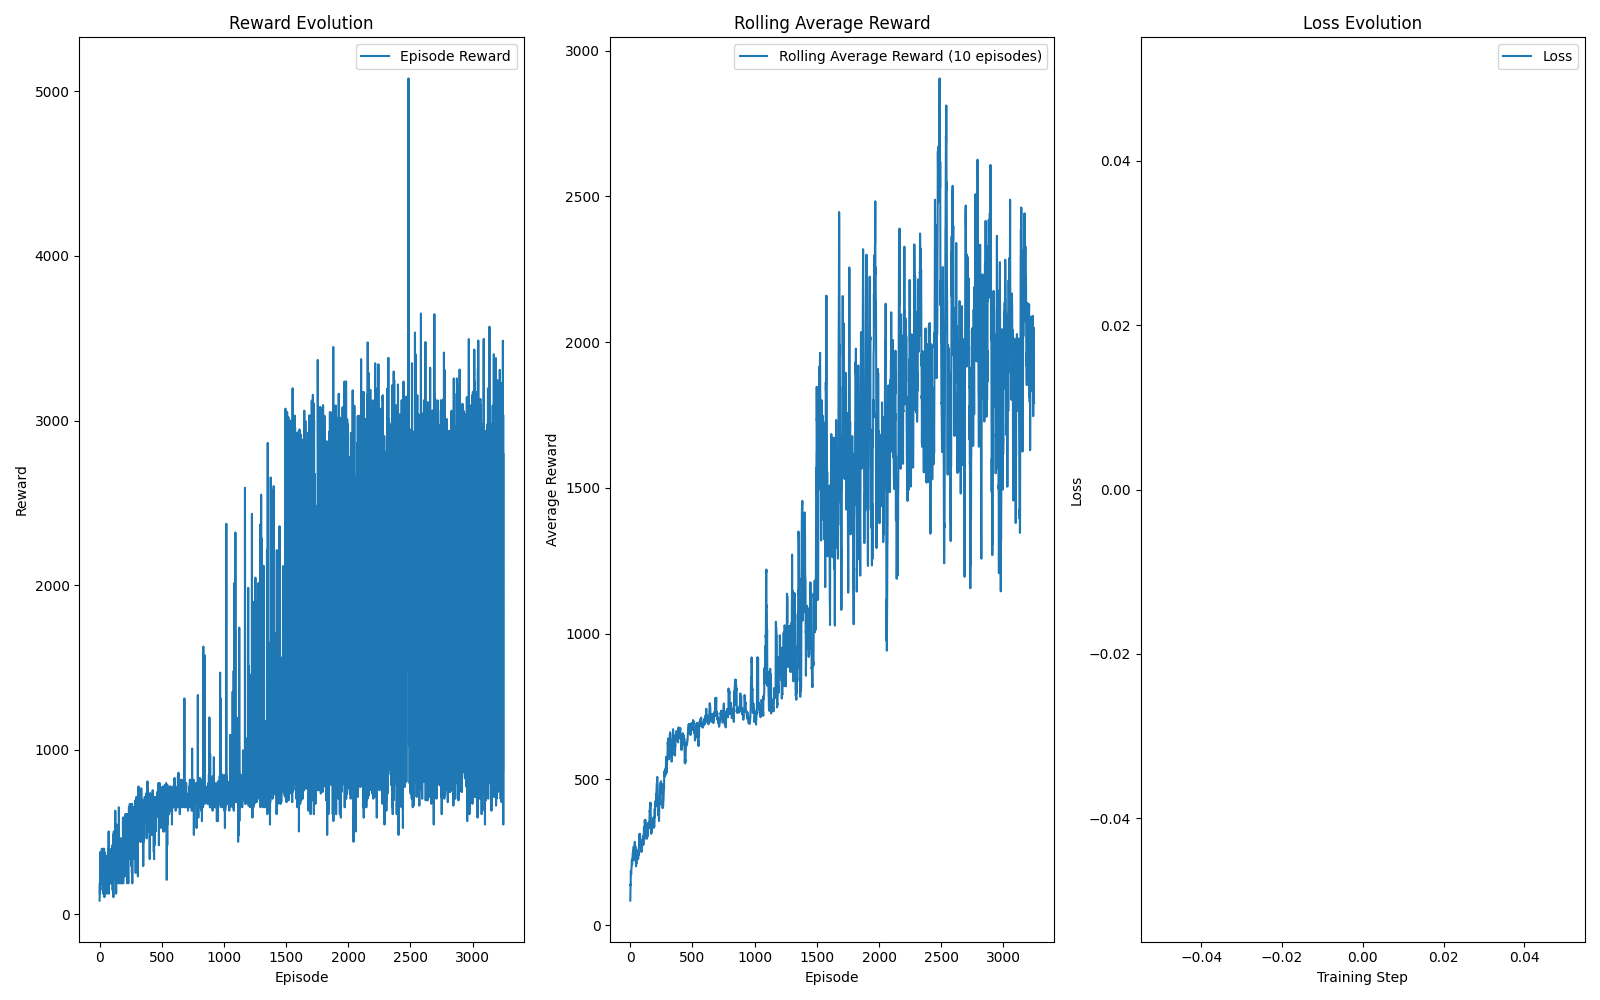 Reward Evolution
Episode Reward
5000
4000
3000
2000
1000
0
Reward
0 500 1000 1500 2000 2500 3000
Episode
Rolling Average Reward
Rolling Average Reward (10 episodes)
3000
2500
2000
1500
1000
500
0
Average Reward
0 500 1000 1500 2000 2500 3000
Episode
Loss Evolution
Loss
0.04
0.02
0.00
−0.02
−0.04
Loss
−0.04 −0.02 0.00 0.02 0.04
Training Step